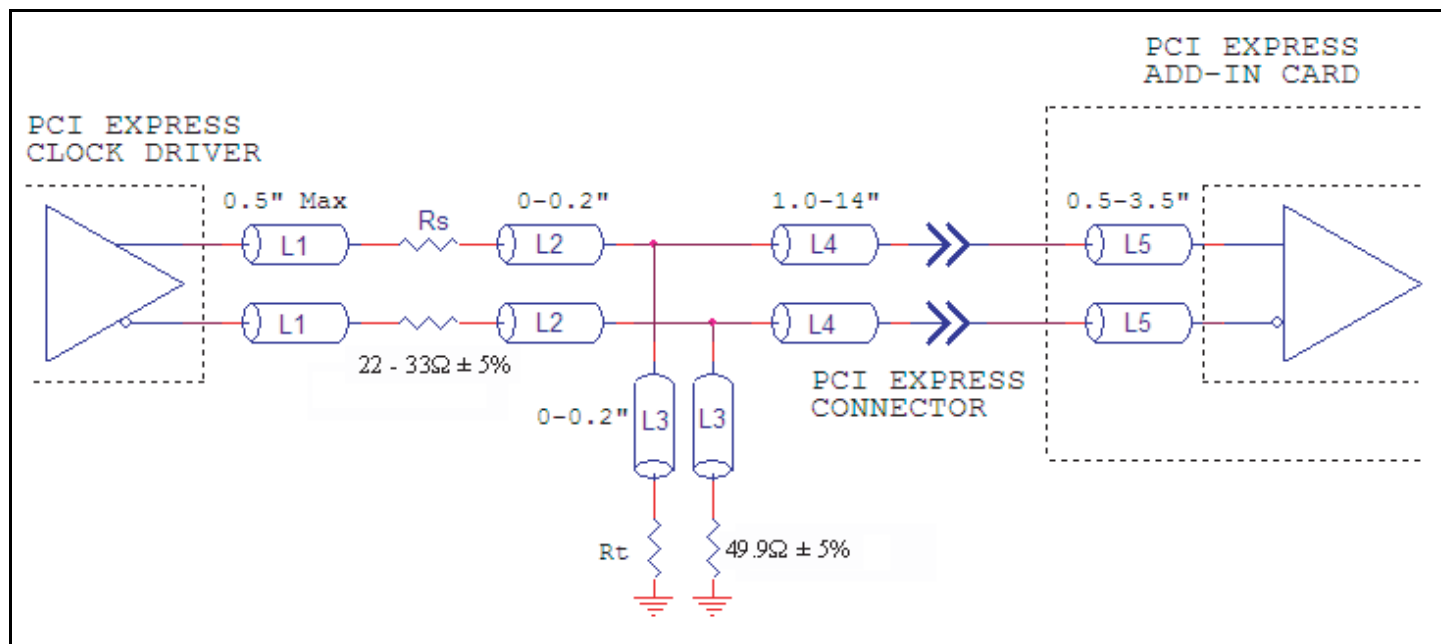 PCI EXPRESS
ADD-IN CARD
PCI EXPRESS
CLOCK DRIVER
0.5" Max
0-0.2"
1.0-14"
0.5-3.5"
Rs
L1
L2
L4
L5
L1
L2
L4
L5
22 - 33Ω ± 5%
PCI EXPRESS
CONNECTOR
0-0.2"
L3
L3
Rt
49.9Ω ± 5%